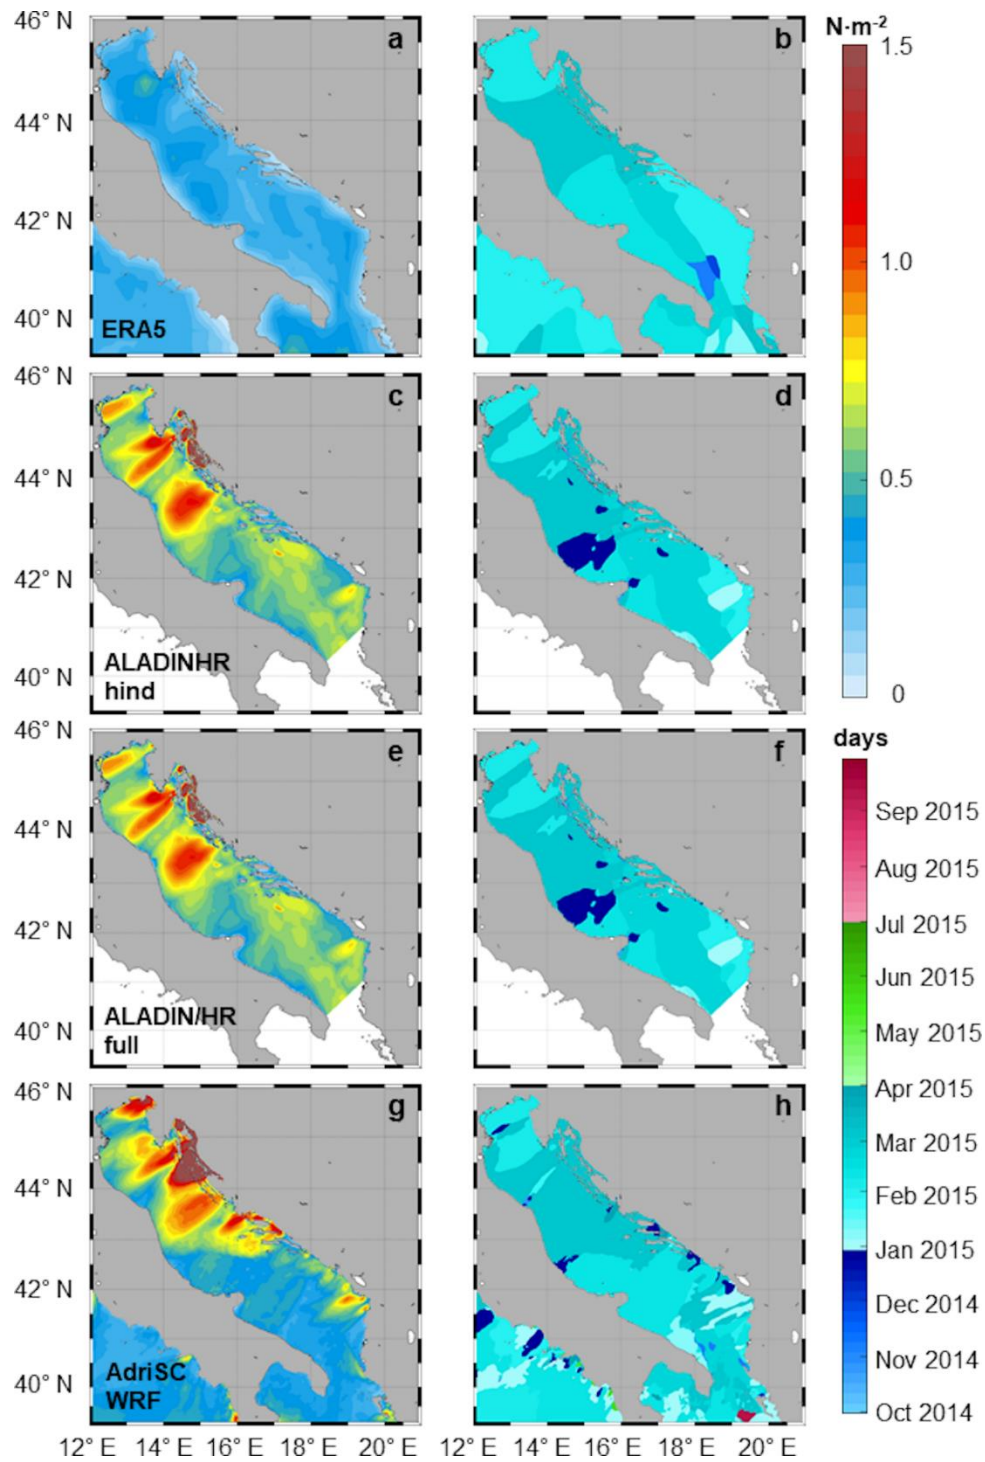 46° N
a
b
N·m-2
1.5
44° N
42° N
1.0
40° N
ERA5
46° N
c
d
0.5
44° N
42° N
ALADINHR
hind
0
40° N
46° N
e
f
days
44° N
Sep 2015
Aug 2015
42° N
Jul 2015
Jun 2015
ALADIN/HR
full
40° N
May 2015
46° N
g
h
Apr 2015
Mar 2015
44° N
Feb 2015
Jan 2015
42° N
Dec 2014
AdriSC
WRF
Nov 2014
40° N
Oct 2014
12° E 14° E 16° E 18° E 20° E
12° E 14° E 16° E 18° E 20° E